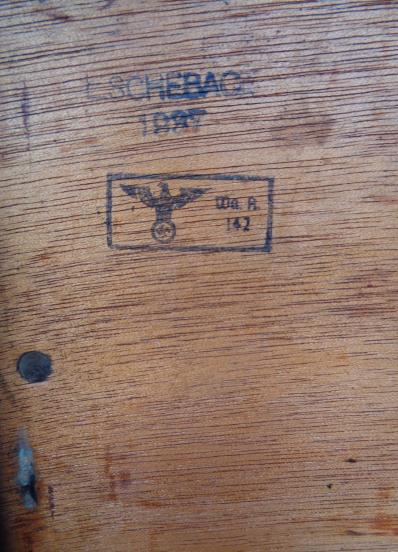 ESCHEBACH
1937
Wa. A.
142